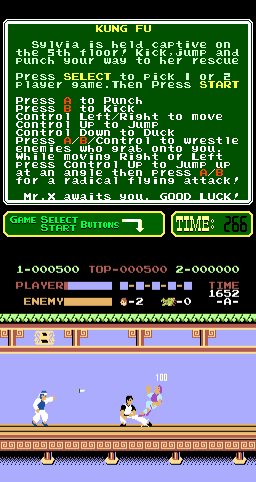 KUNG FU
Sylvia is held captive on
the 5th floor! Kick,Jump and
Punch your way to her rescue
Press SELECT to pick 1 or 2
player game.Then Press START
Press A to Punch
Press B to Kick
Control Left/Right to move
Control Up to Jump
Control Down to Duck
Press A/B/Control to wrestle
enemies who grab onto you.
While moving Right or Left
press Control Up to Jump up
at an angle then press A/B
for a radical flying attack!
Mr.X awaits you. GOOD LUCK!
GAME SELECT
START BUTTONS
TIME: 266
1-000500 TOP-000500 2-000000
PLAYER TIME
1652
ENEMY -2 -0 -A-
100